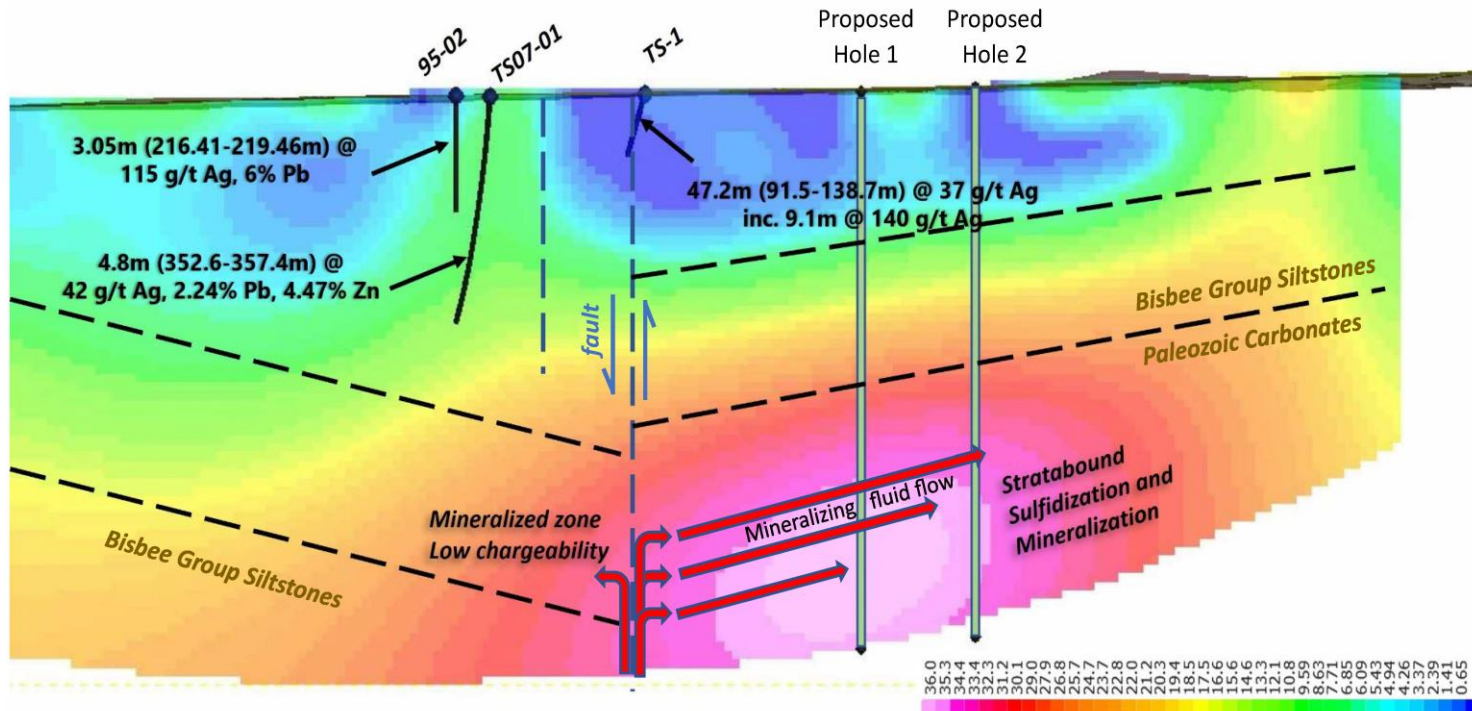 95-02
TS07-01
TS-1
Proposed
Hole 1
Proposed
Hole 2
3.05m (216.41-219.46m) @
115 g/t Ag, 6% Pb
47.2m (91.5-138.7m) @ 37 g/t Ag
inc. 9.1m @ 140 g/t Ag
4.8m (352.6-357.4m) @
42 g/t Ag, 2.24% Pb, 4.47% Zn
fault
Bisbee Group Siltstones
Paleozoic Carbonates
Mineralized zone
Low chargeability
Mineralizing fluid flow
Stratabound
Sulfidization and
Mineralization
Bisbee Group Siltstones
36.0
35.3
34.4
33.4
32.3
31.2
30.1
29.0
27.9
26.8
25.7
24.7
23.7
22.8
22.0
21.2
20.3
19.4
18.5
17.5
16.6
15.6
14.6
13.3
12.1
10.8
9.59
8.63
7.71
6.85
6.09
5.43
4.94
4.26
3.37
2.39
1.41
0.65